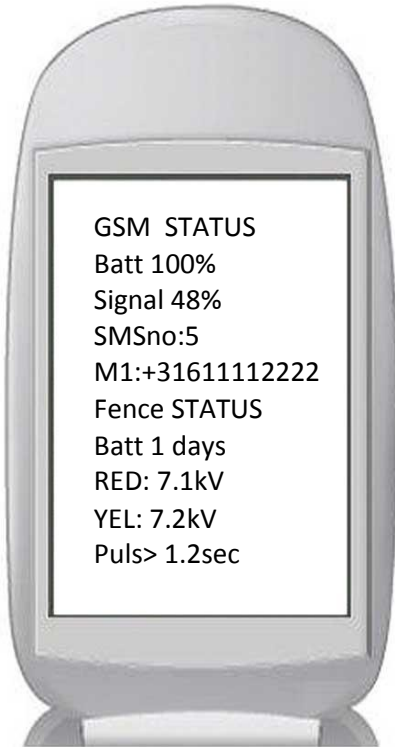 GSM  STATUS
Batt 100%
Signal 48%
SMSno:5
M1:+31611112222
Fence STATUS
Batt 1 days
RED: 7.1kV
YEL: 7.2kV
Puls> 1.2sec